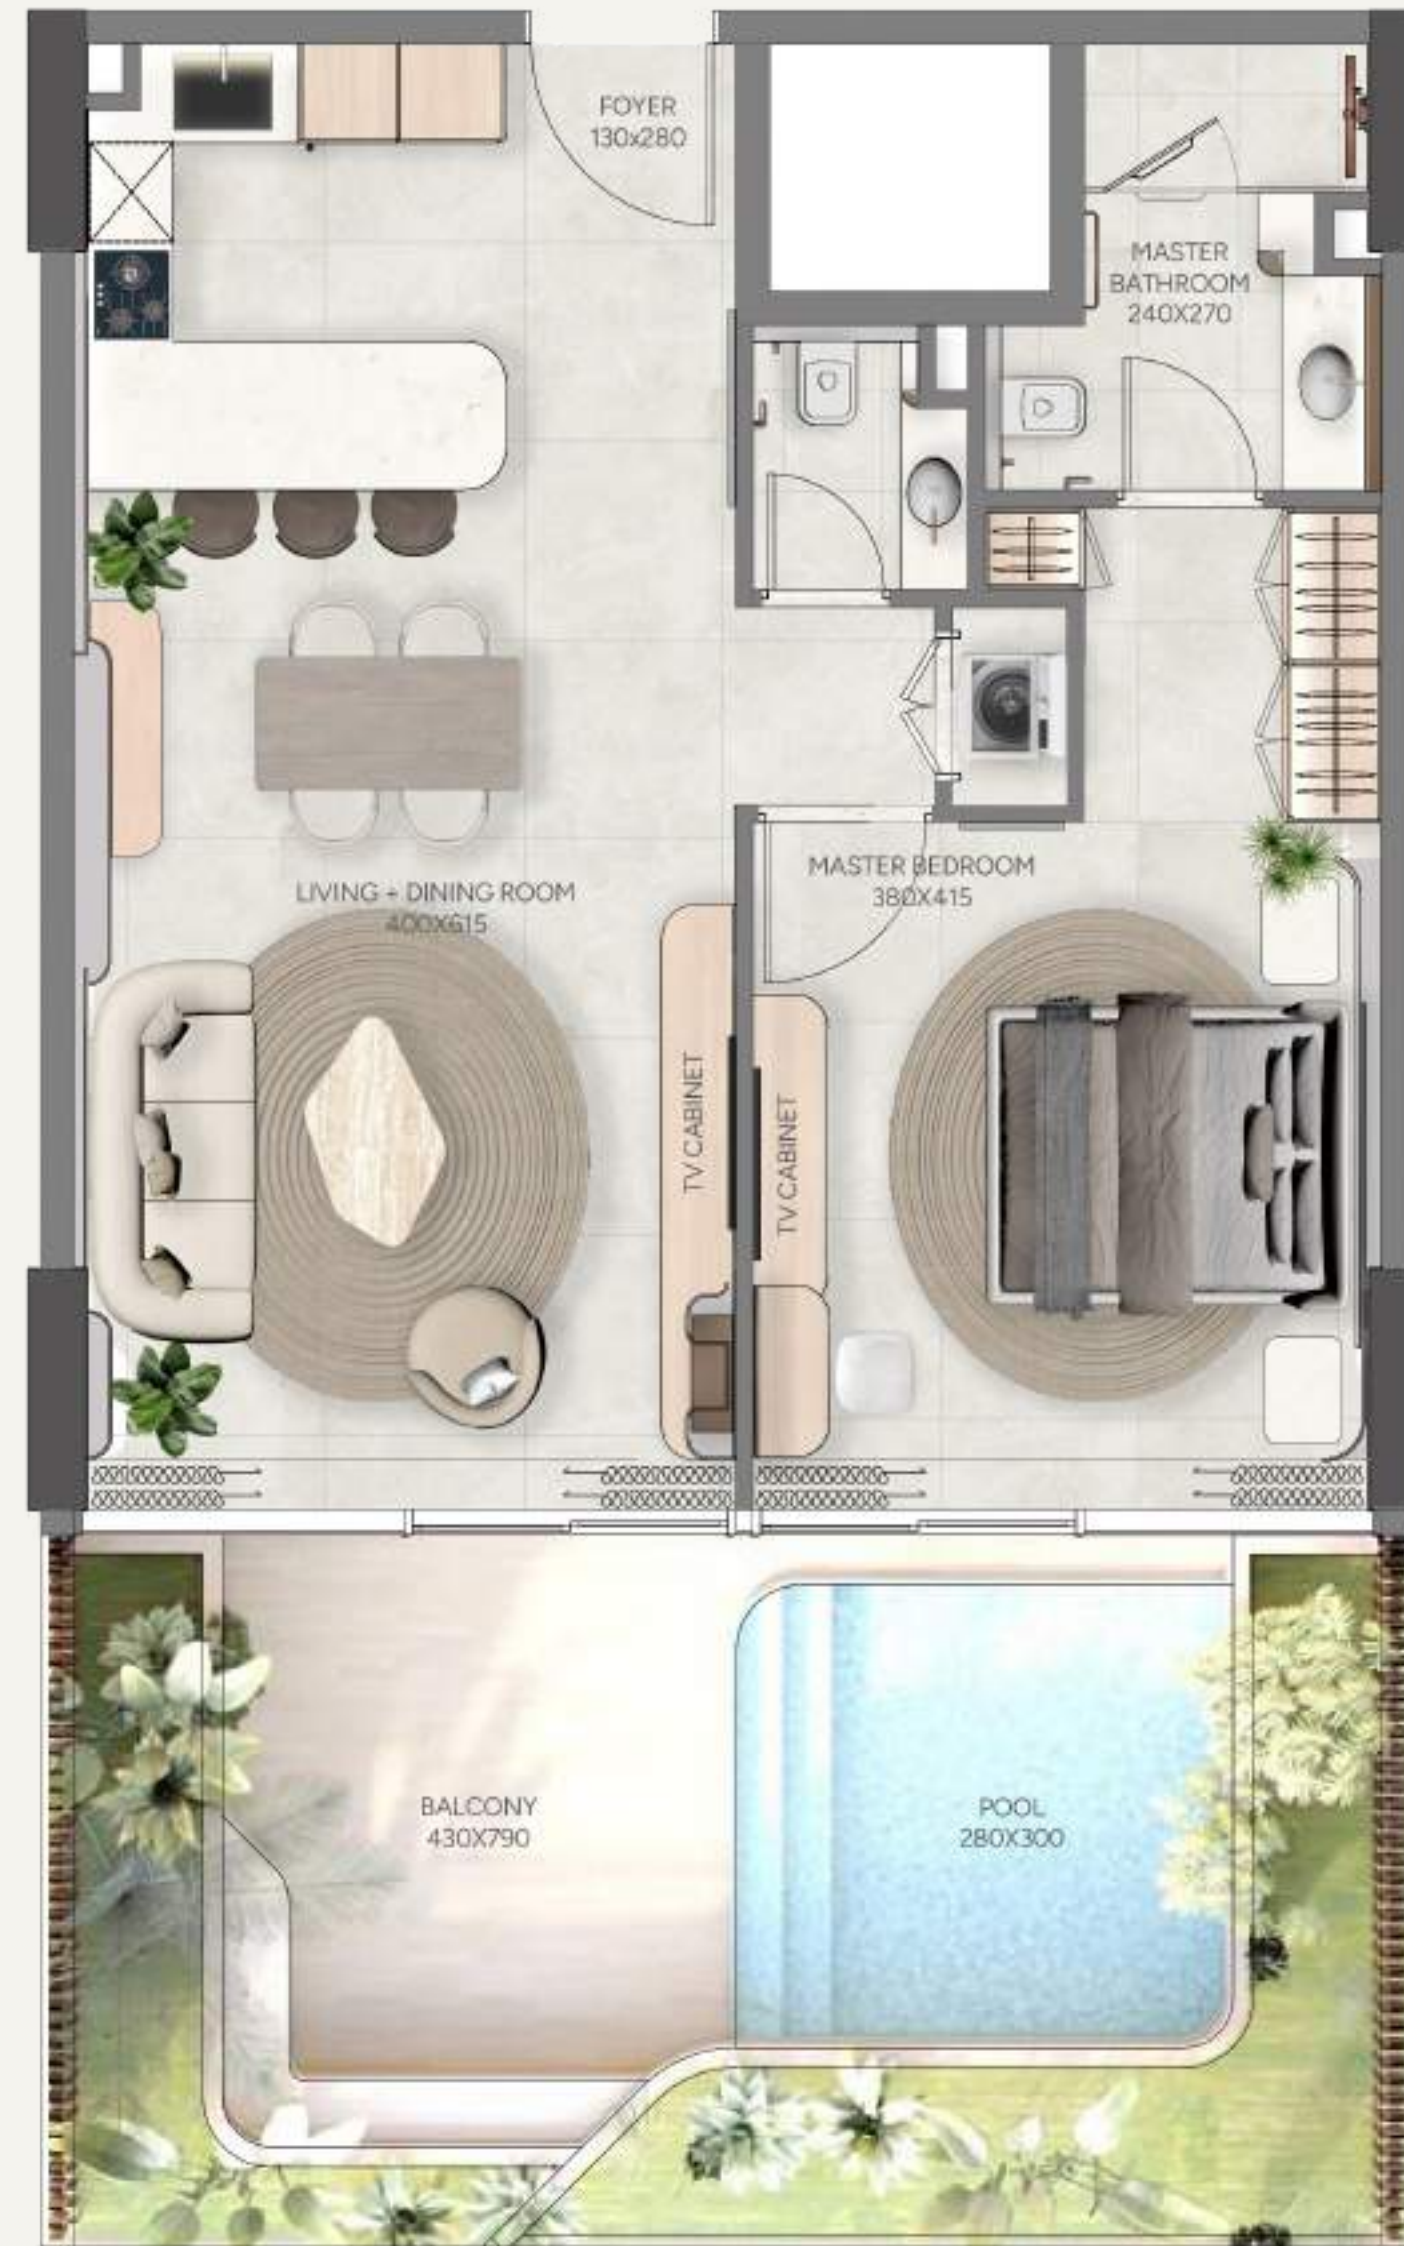 FOYER
130x280
MASTER
BATHROOM
240X270
MASTER BEDROOM
380X415
LIVING + DINING ROOM
400X615
TV CABINET
TV CABINET
BALCONY
430X790
POOL
280X300